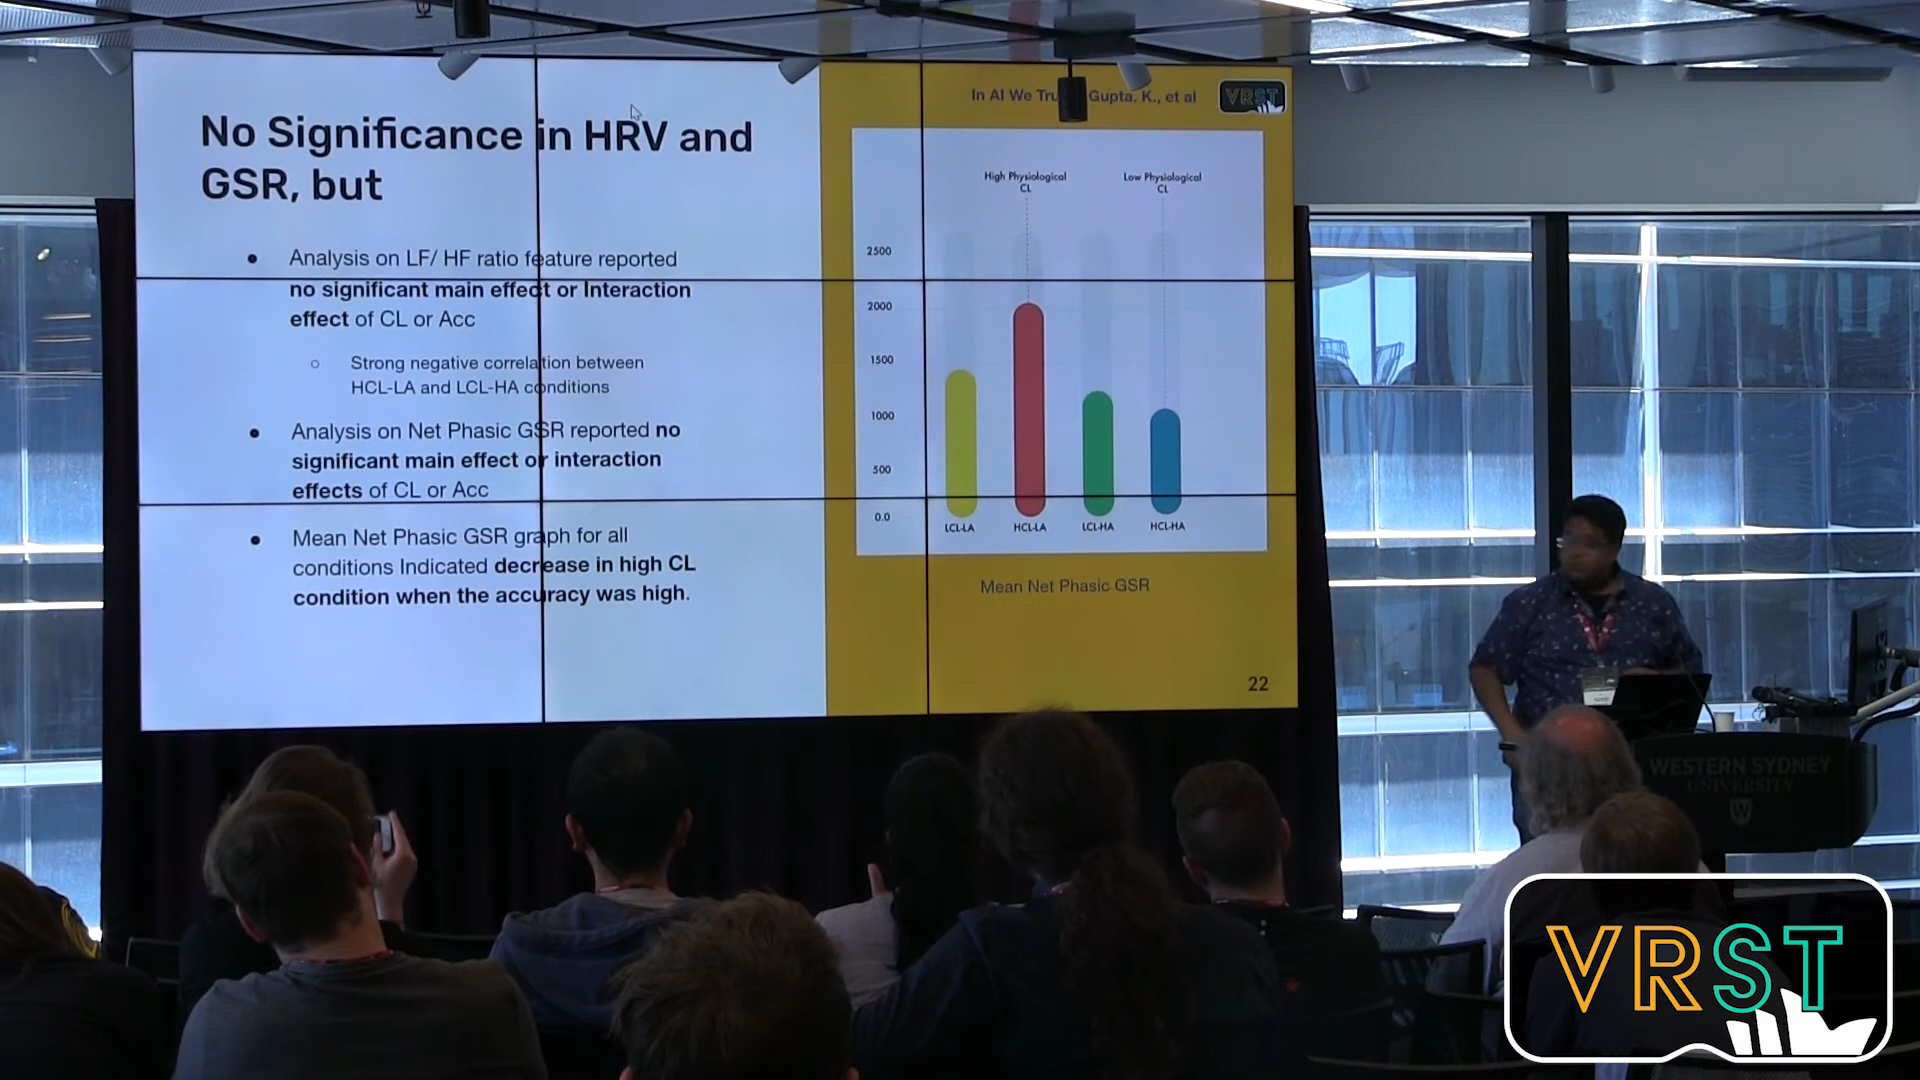 No Significance in HRV and
GSR, but
Analysis on LF/ HF ratio feature reported
no significant main effect or Interaction
effect of CL or Acc
Strong negative correlation between
HCL-LA and LCL-HA conditions
Analysis on Net Phasic GSR reported no
significant main effect or interaction
effects of CL or Acc
Mean Net Phasic GSR graph for all
conditions Indicated decrease in high CL
condition when the accuracy was high.
In AI We Gupta. K., et al
VRST
High Physiological
CL
Low Physiological
CL
2500
2000
1500
1000
500
0.0
LCL-LA
HCL-LA
LCL-HA
HCL-HA
Mean Net Phasic GSR
22
WESTERN SYDNEY
UNIVERSITY
W
VRST